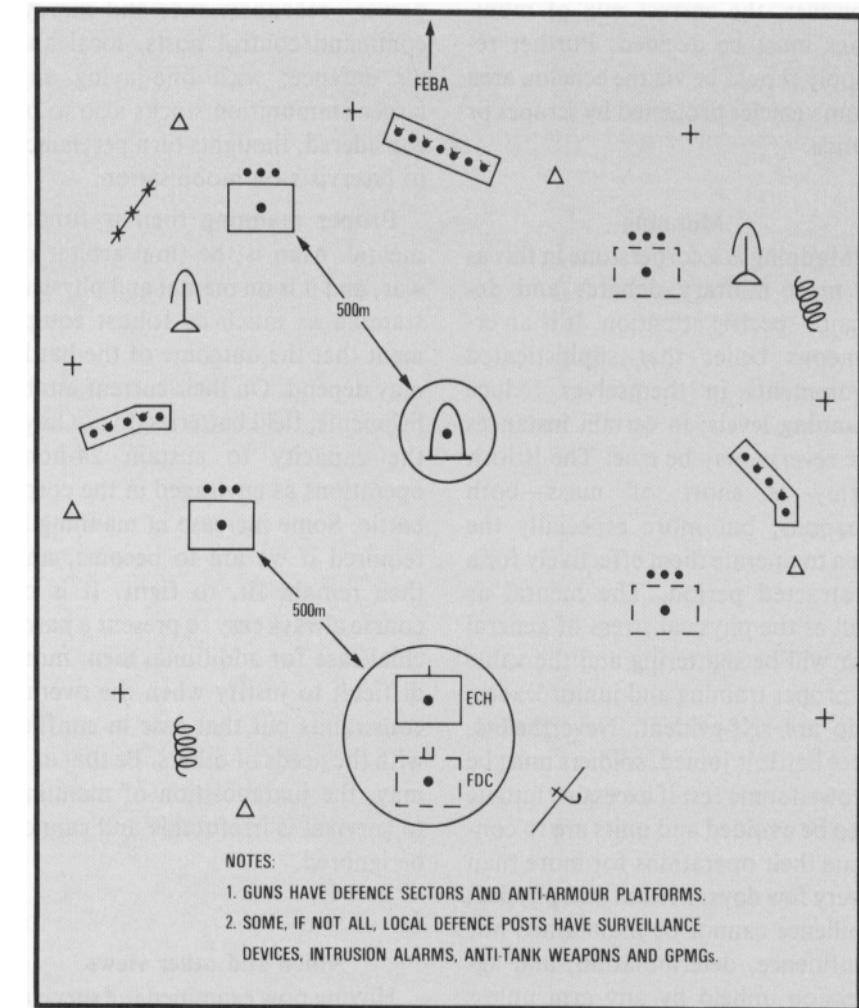 FEBA
500m
500m
ECH
FDC
NOTES:
1. GUNS HAVE DEFENCE SECTORS AND ANTI-ARMOUR PLATFORMS.
2. SOME, IF NOT ALL, LOCAL DEFENCE POSTS HAVE SURVEILLANCE
DEVICES, INTRUSION ALARMS, ANTI-TANK WEAPONS AND GPMGs.